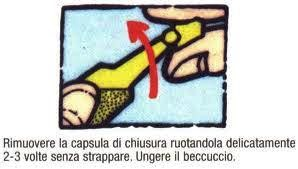 Rimuovere la capsula di chiusura ruotandola delicatamente
2-3 volte senza strappare. Ungere il beccuccio.